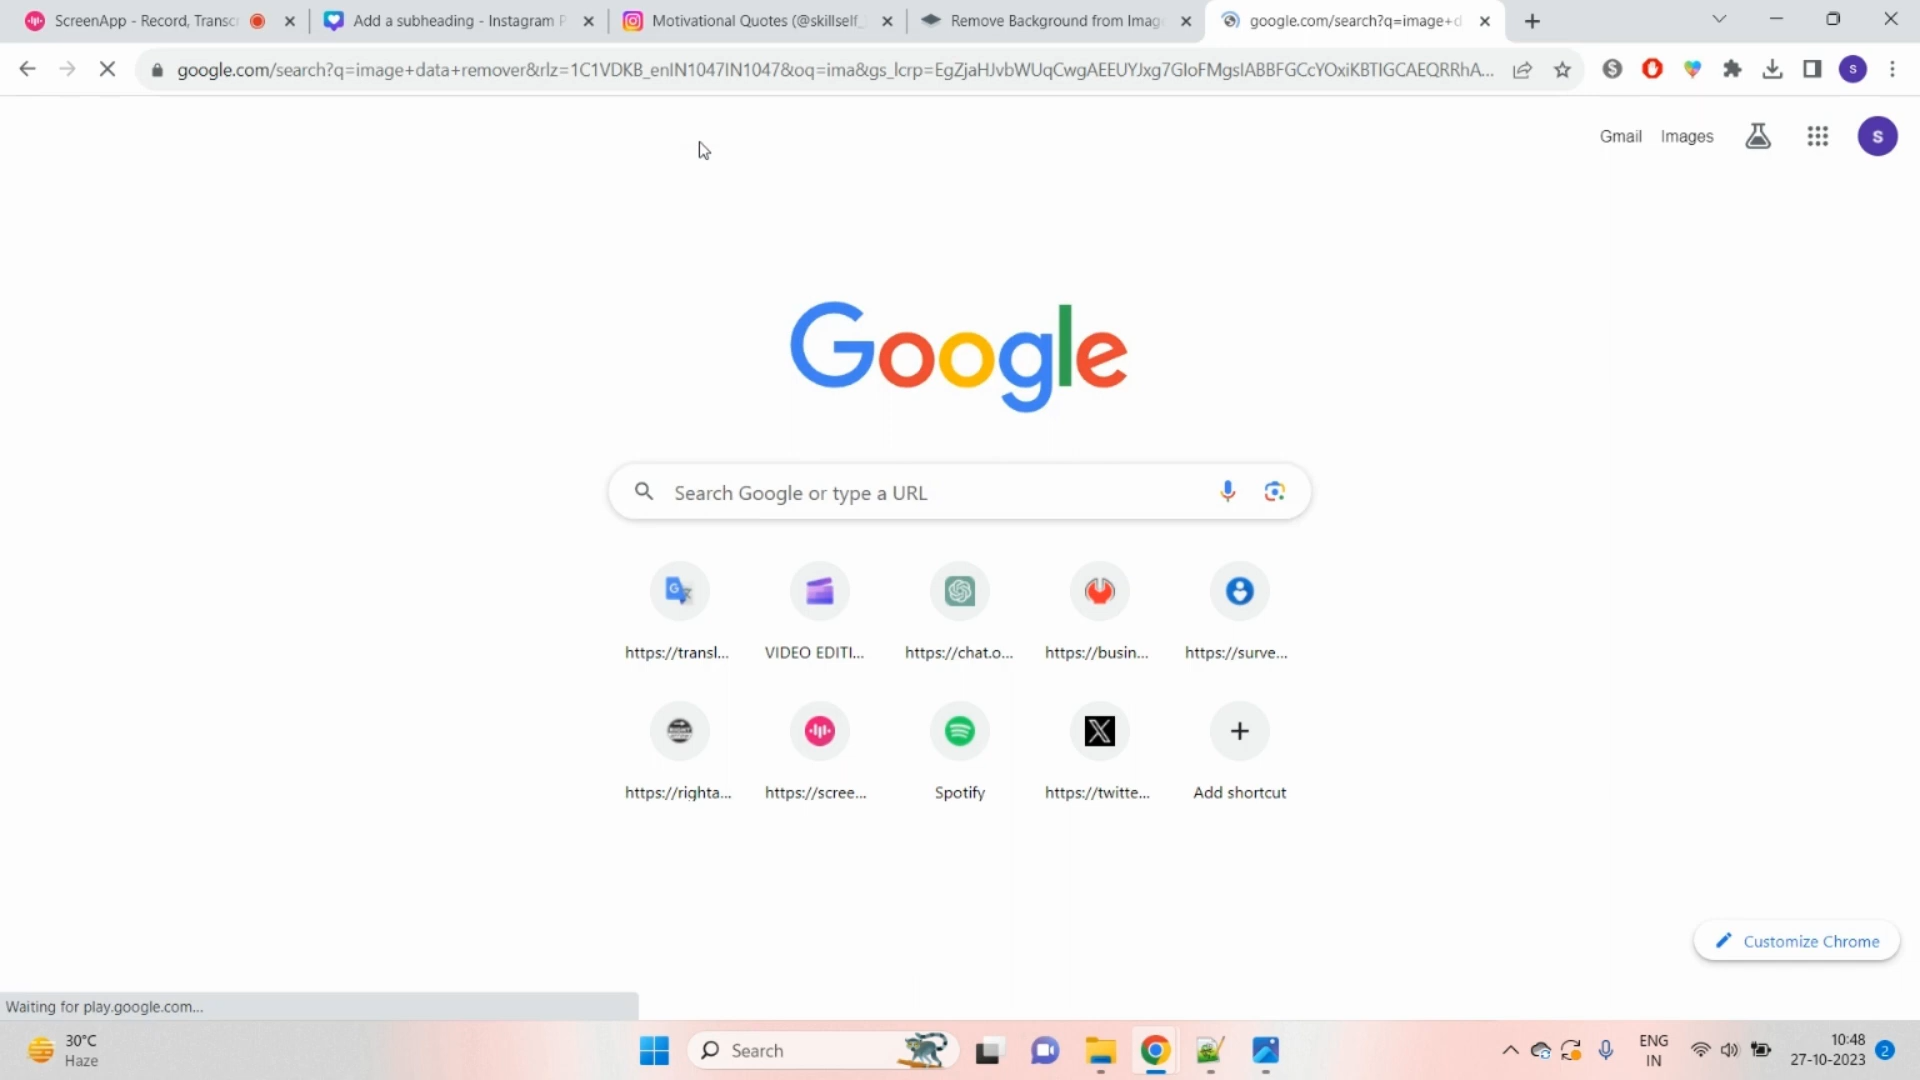 ScreenApp - Record, Transc
Add a subheading - Instagram P
Motivational Quotes (@skillself_
Remove Background from Imag
google.com/search?q=image+d
google.com/search?q=image+data+remover&rlz=1C1VDKB_enIN1047IN1047&oq=ima&gs_lcrp=EgZjaHJvbWUqCwgAEEUYJxg7GIoFMgsIABBFGCcYOxiKBTIGCAEQRRhA...
S
Gmail
Images
S
Google
Search Google or type a URL
https://transl...
VIDEO EDITI...
https://chat.o...
https://busin...
https://surve...
https://righta...
https://scree...
Spotify
https://twitte...
Add shortcut
Customize Chrome
Waiting for play.google.com...
30°C
Haze
Search
ENG
IN
10:48
27-10-2023
2